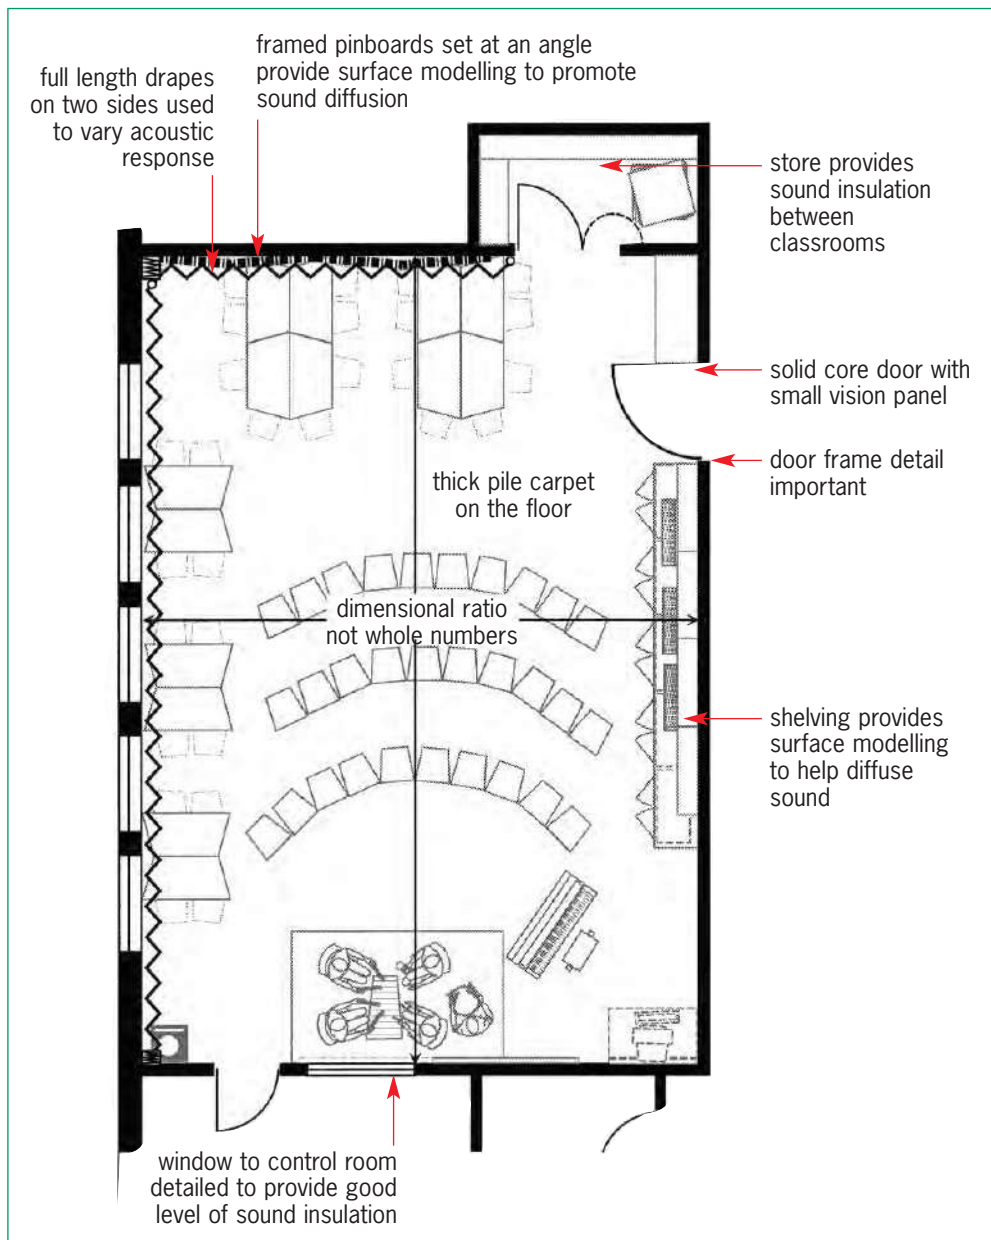 framed pinboards set at an angle
provide surface modelling to promote
sound diffusion
full length drapes
on two sides used
to vary acoustic
response
store provides
sound insulation
between
classrooms
solid core door with
small vision panel
door frame detail
important
thick pile carpet
on the floor
dimensional ratio
not whole numbers
shelving provides
surface modelling
to help diffuse
sound
window to control room
detailed to provide good
level of sound insulation